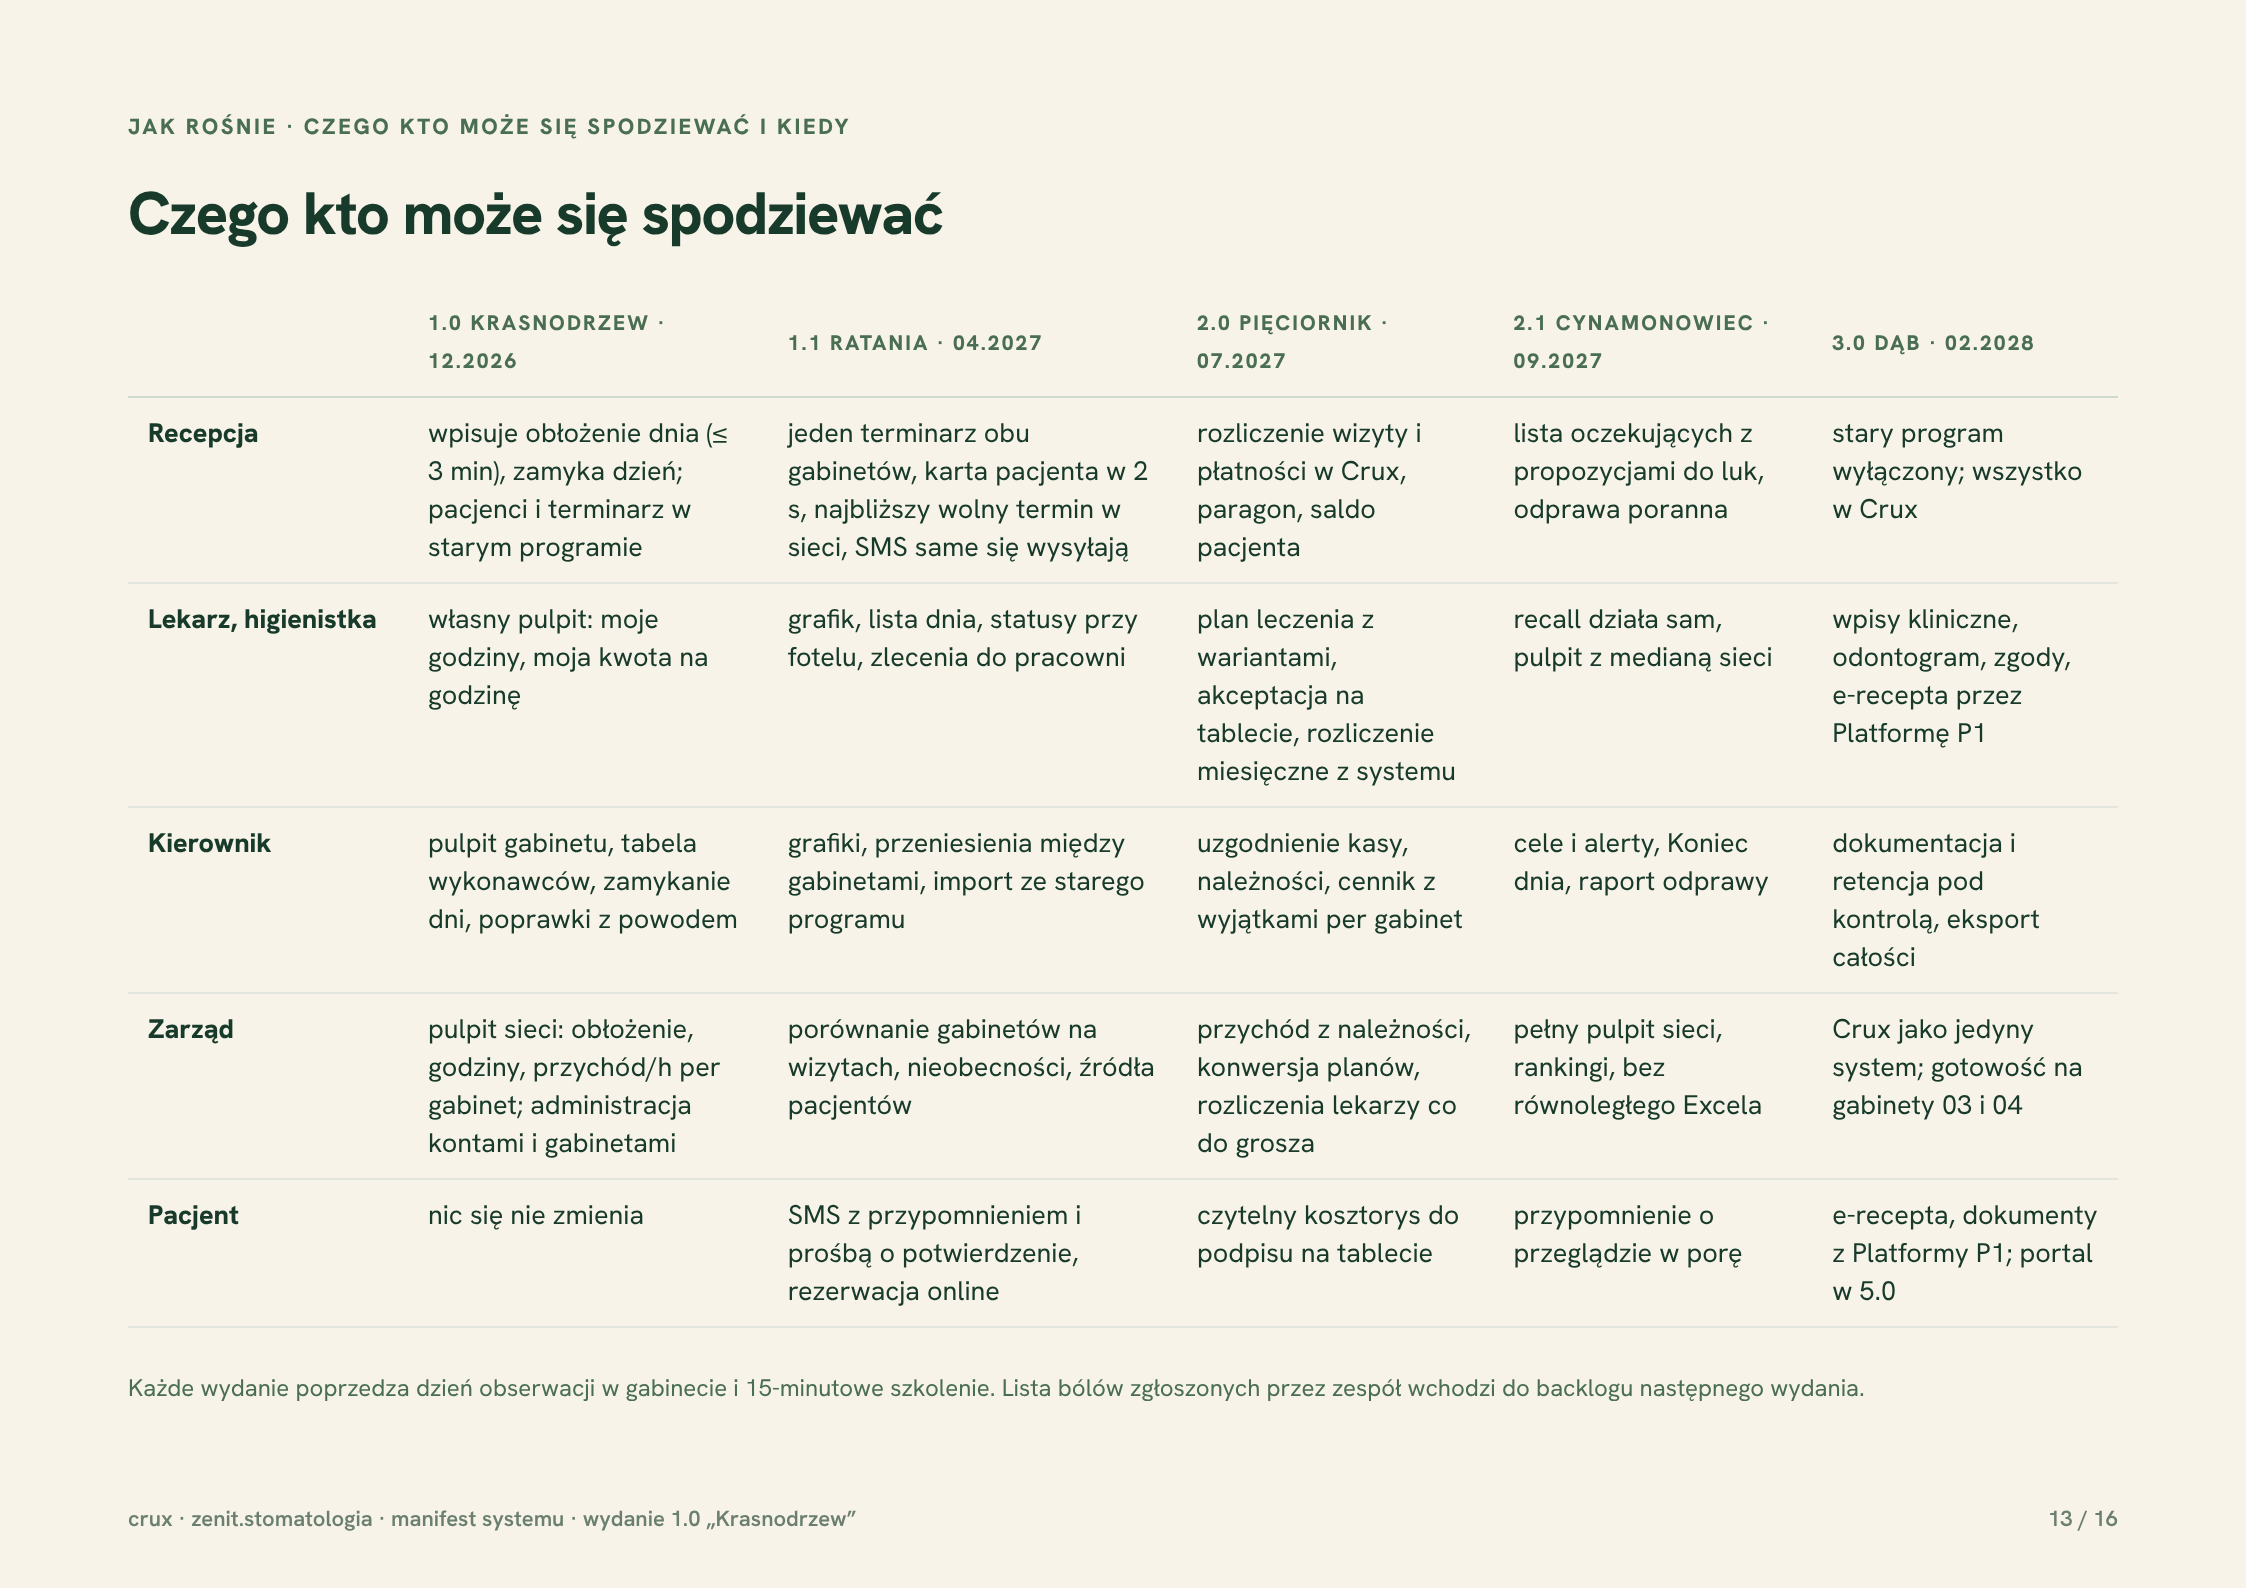 JAK ROŚNIE · CZEGO KTO MOŻE SIĘ SPODZIEWAĆ I KIEDY
Czego kto może się spodziewać
1.0 KRASNODRZEW ·
12.2026
1.1 RATANIA · 04.2027
2.0 PIĘCIORNIK ·
07.2027
2.1 CYNAMONOWIEC ·
09.2027
3.0 DĄB · 02.2028
Recepcja
wpisuje obłożenie dnia (≤
3 min), zamyka dzień;
pacjenci i terminarz w
starym programie
jeden terminarz obu
gabinetów, karta pacjenta w 2
s, najbliższy wolny termin w
sieci, SMS same się wysyłają
rozliczenie wizyty i
płatności w Crux,
paragon, saldo
pacjenta
lista oczekujących z
propozycjami do luk,
odprawa poranna
stary program
wyłączony; wszystko
w Crux
Lekarz, higienistka
własny pulpit: moje
godziny, moja kwota na
godzinę
grafik, lista dnia, statusy przy
fotelu, zlecenia do pracowni
plan leczenia z
wariantami,
akceptacja na
tablecie, rozliczenie
miesięczne z systemu
recall działa sam,
pulpit z medianą sieci
wpisy kliniczne,
odontogram, zgody,
e-recepta przez
Platformę P1
Kierownik
pulpit gabinetu, tabela
wykonawców, zamykanie
dni, poprawki z powodem
grafiki, przeniesienia między
gabinetami, import ze starego
programu
uzgodnienie kasy,
należności, cennik z
wyjątkami per gabinet
cele i alerty, Koniec
dnia, raport odprawy
dokumentacja i
retencja pod
kontrolą, eksport
całości
Zarząd
pulpit sieci: obłożenie,
godziny, przychód/h per
gabinet; administracja
kontami i gabinetami
porównanie gabinetów na
wizytach, nieobecności, źródła
pacjentów
przychód z należności,
konwersja planów,
rozliczenia lekarzy co
do grosza
pełny pulpit sieci,
rankingi, bez
równoległego Excela
Crux jako jedyny
system; gotowość na
gabinety 03 i 04
Pacjent
nic się nie zmienia
SMS z przypomnieniem i
prośbą o potwierdzenie,
rezerwacja online
czytelny kosztorys do
podpisu na tablecie
przypomnienie o
przeglądzie w porę
e-recepta, dokumenty
z Platformy P1; portal
w 5.0
Każde wydanie poprzedza dzień obserwacji w gabinecie i 15-minutowe szkolenie. Lista bólów zgłoszonych przez zespół wchodzi do backlogu następnego wydania.
crux · zenit.stomatologia · manifest systemu · wydanie 1.0 „Krasnodrzew”
13 / 16